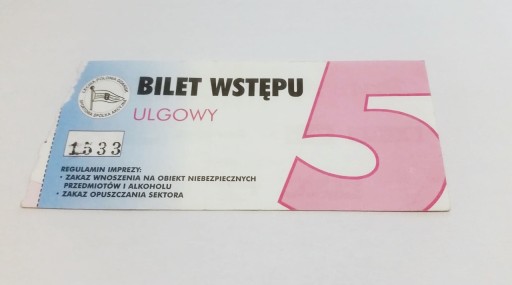 BILET WSTĘPU
ULGOWY
5
1533
REGULAMIN IMPREZY:
• ZAKAZ WNOSZENIA NA OBIEKT NIEBEZPIECZNYCH
PRZEDMIOTÓW I ALKOHOLU
• ZAKAZ OPUSZCZANIA SEKTORA